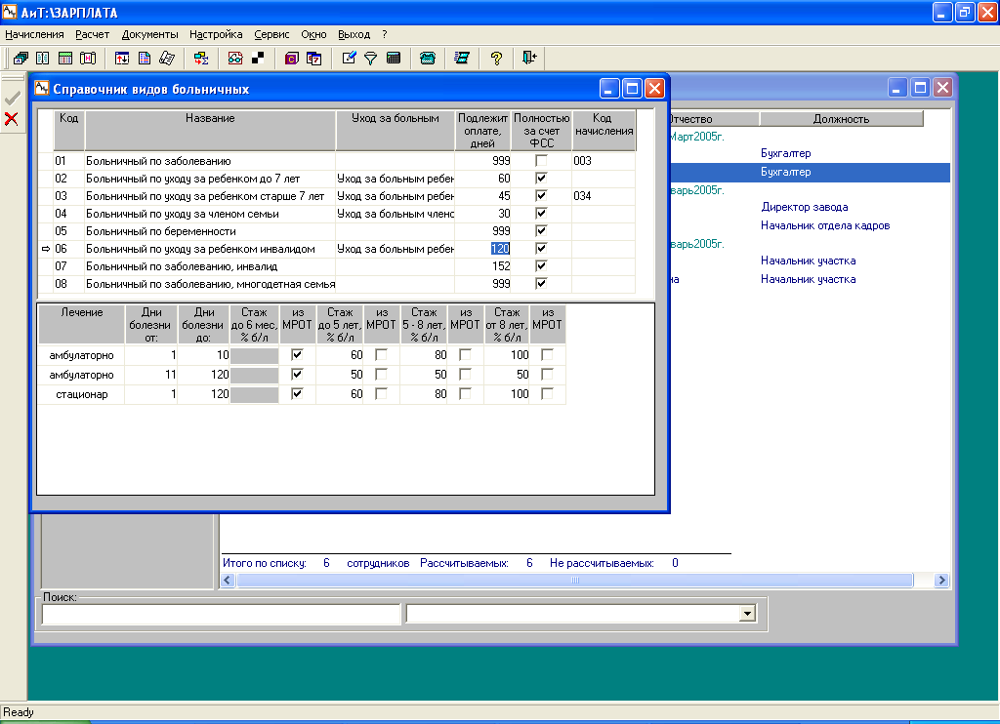 АиТ:\ЗАРПЛАТА
Начисления Расчет Документы Настройка Сервис Окно Выход ?
Справочник видов больничных
Код Название Уход за больным Подлежит оплате, дней Полностью за счет ФСС Код начисления
01 Больничный по заболеванию 999 003
02 Больничный по уходу за ребенком до 7 лет Уход за больным ребен 60
03 Больничный по уходу за ребенком старше 7 лет Уход за больным ребен 45 034
04 Больничный по уходу за членом семьи Уход за больным члено 30
05 Больничный по беременности 999
06 Больничный по уходу за ребенком инвалидом Уход за больным ребен 120
07 Больничный по заболеванию, инвалид 152
08 Больничный по заболеванию, многодетная семья 999
Лечение Дни болезни от: Дни болезни до: Стаж до 6 мес, % б/л из МРОТ Стаж до 5 лет, % б/л из МРОТ Стаж 5 - 8 лет, % б/л из МРОТ Стаж от 8 лет, % б/л из МРОТ
амбулаторно 1 10 60 80 100
амбулаторно 11 120 50 50 50
стационар 1 120 60 80 100
Отчество Должность
Март2005г.
Бухгалтер
Бухгалтер
варь2005г.
Директор завода
Начальник отдела кадров
варь2005г.
Начальник участка
на Начальник участка
Итого по списку: 6 сотрудников Рассчитываемых: 6 Не рассчитываемых: 0
Поиск:
Ready